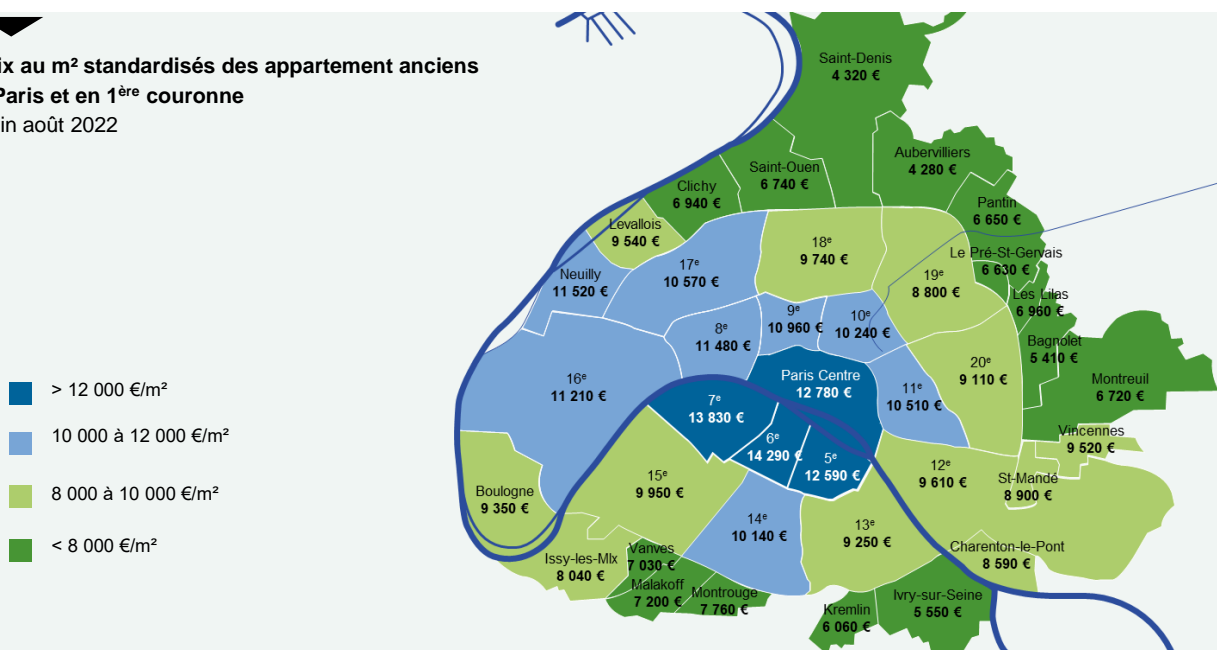 ix au m² standardisés des appartement anciens
Paris et en 1ère couronne
in août 2022
> 12 000 €/m²
10 000 à 12 000 €/m²
8 000 à 10 000 €/m²
< 8 000 €/m²
Saint-Denis
4 320 €
Aubervilliers
4 280 €
Saint-Ouen
6 740 €
Clichy
6 940 €
Pantin
6 650 €
Levallois
9 540 €
Le Pré-St-Gervais
6 630 €
18e
9 740 €
17e
10 570 €
Neuilly
11 520 €
19e
8 800 €
Les Lilas
6 960 €
9e
10 960 €
10e
10 240 €
8e
11 480 €
Bagnolet
5 410 €
20e
9 110 €
Montreuil
6 720 €
16e
11 210 €
Paris Centre
12 780 €
11e
10 510 €
7e
13 830 €
6e
14 290 €
5e
12 590 €
Vincennes
9 520 €
12e
9 610 €
St-Mandé
8 900 €
15e
9 950 €
Boulogne
9 350 €
14e
10 140 €
13e
9 250 €
Charenton-le-Pont
8 590 €
Issy-les-Mlx
8 040 €
Vanves
7 030 €
Malakoff
7 200 €
Montrouge
7 760 €
Kremlin
6 060 €
Ivry-sur-Seine
5 550 €